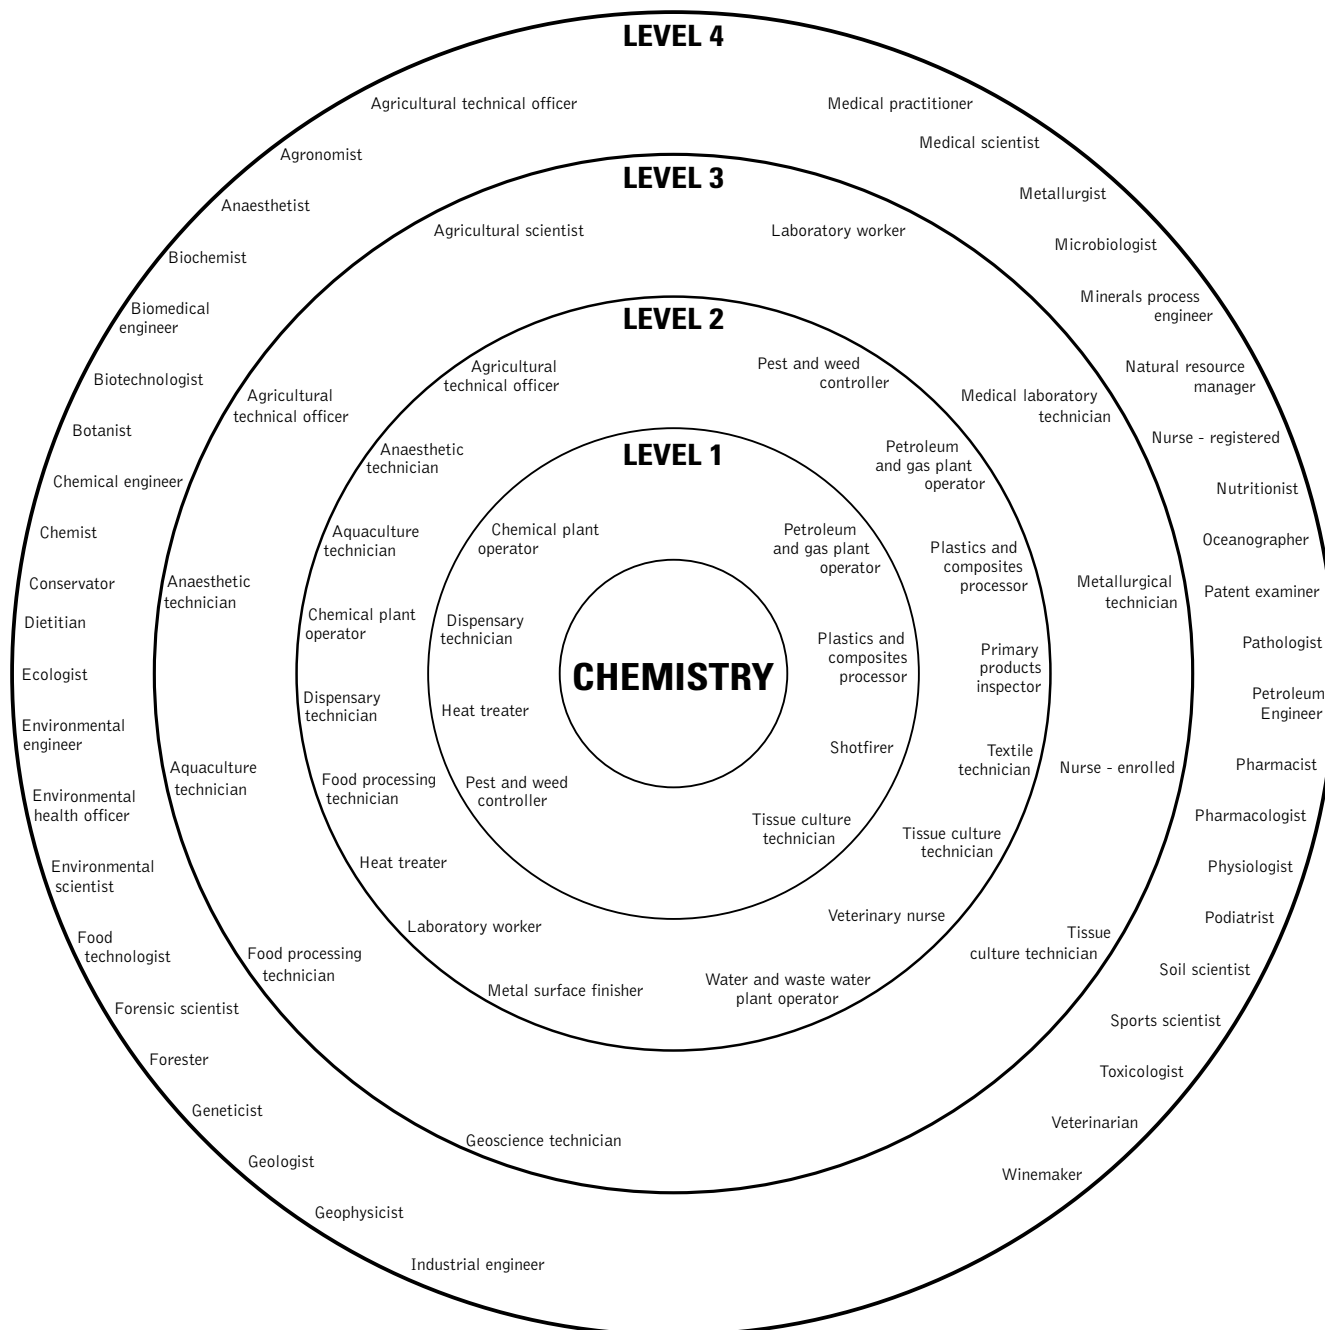 LEVEL 4
Agricultural technical officer
Agronomist
Anaesthetist
Biochemist
Biomedical
engineer
Biotechnologist
Botanist
Chemical engineer
Chemist
Conservator
Dietitian
Ecologist
Environmental
engineer
Environmental
health officer
Environmental
scientist
Food
technologist
Forensic scientist
Forester
Geneticist
Geologist
Geophysicist
Industrial engineer
Medical practitioner
Medical scientist
Metallurgist
Microbiologist
Minerals process
engineer
Natural resource
manager
Nurse - registered
Nutritionist
Oceanographer
Patent examiner
Pathologist
Petroleum
Engineer
Pharmacist
Pharmacologist
Physiologist
Podiatrist
Soil scientist
Sports scientist
Toxicologist
Veterinarian
Winemaker
LEVEL 3
Agricultural scientist
Agricultural
technical officer
Anaesthetic
technician
Aquaculture
technician
Food processing
technician
Geoscience technician
Laboratory worker
Medical laboratory
technician
Metallurgical
technician
Nurse - enrolled
Tissue
culture technician
LEVEL 2
Agricultural
technical officer
Anaesthetic
technician
Aquaculture
technician
Chemical plant
operator
Dispensary
technician
Food processing
technician
Heat treater
Laboratory worker
Metal surface finisher
Pest and weed
controller
Petroleum
and gas plant
operator
Plastics and
composites
processor
Primary
products
inspector
Textile
technician
Tissue culture
technician
Veterinary nurse
Water and waste water
plant operator
LEVEL 1
Chemical plant
operator
Dispensary
technician
Heat treater
Pest and weed
controller
Petroleum
and gas plant
operator
Plastics and
composites
processor
Shotfirer
Tissue culture
technician
CHEMISTRY